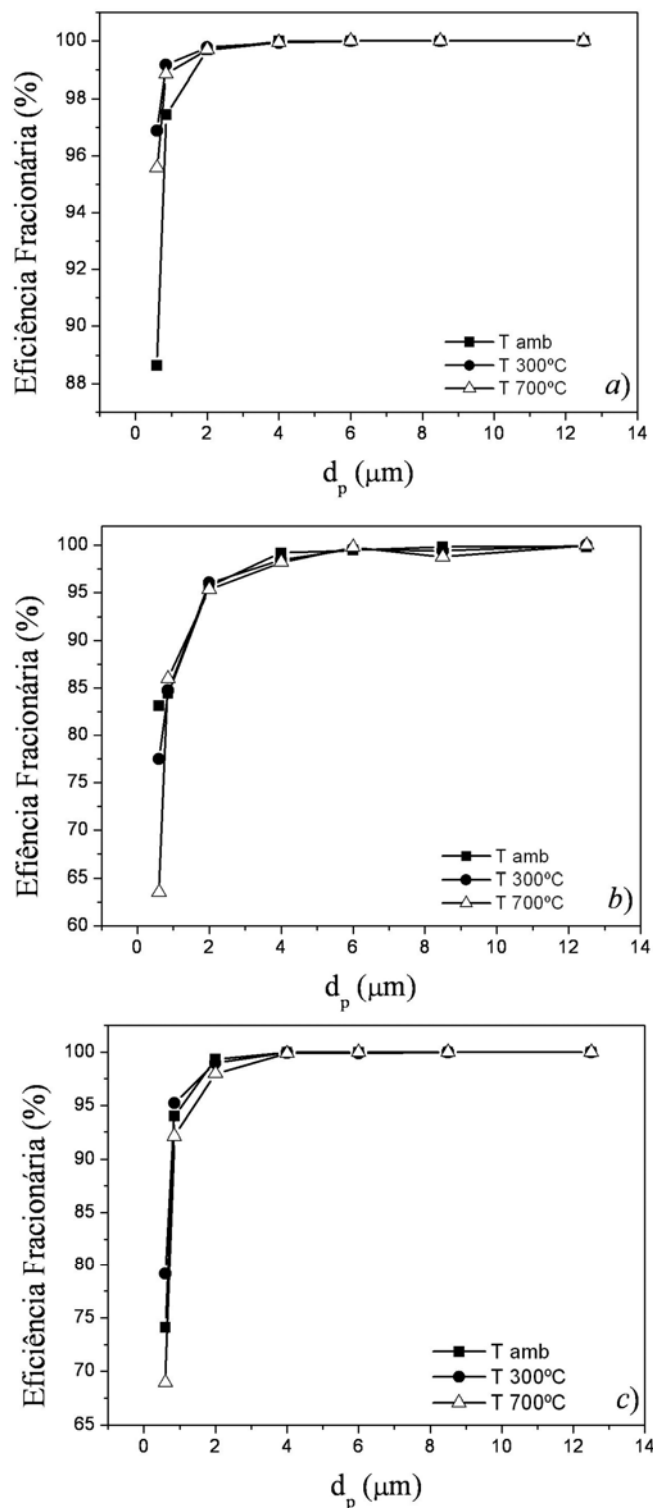 100
98
96
94
92
90
88
Eficiência Fracionária (%)
T amb
T 300ºC
T 700ºC
a)
0 2 4 6 8 10 12 14
dp (μm)
100
95
90
85
80
75
70
65
60
Efiência Fracionária (%)
T amb
T 300ºC
T 700ºC
b)
0 2 4 6 8 10 12 14
dp (μm)
100
95
90
85
80
75
70
65
Eficiência Fracionária (%)
T amb
T 300ºC
T 700ºC
c)
0 2 4 6 8 10 12 14
dp (μm)